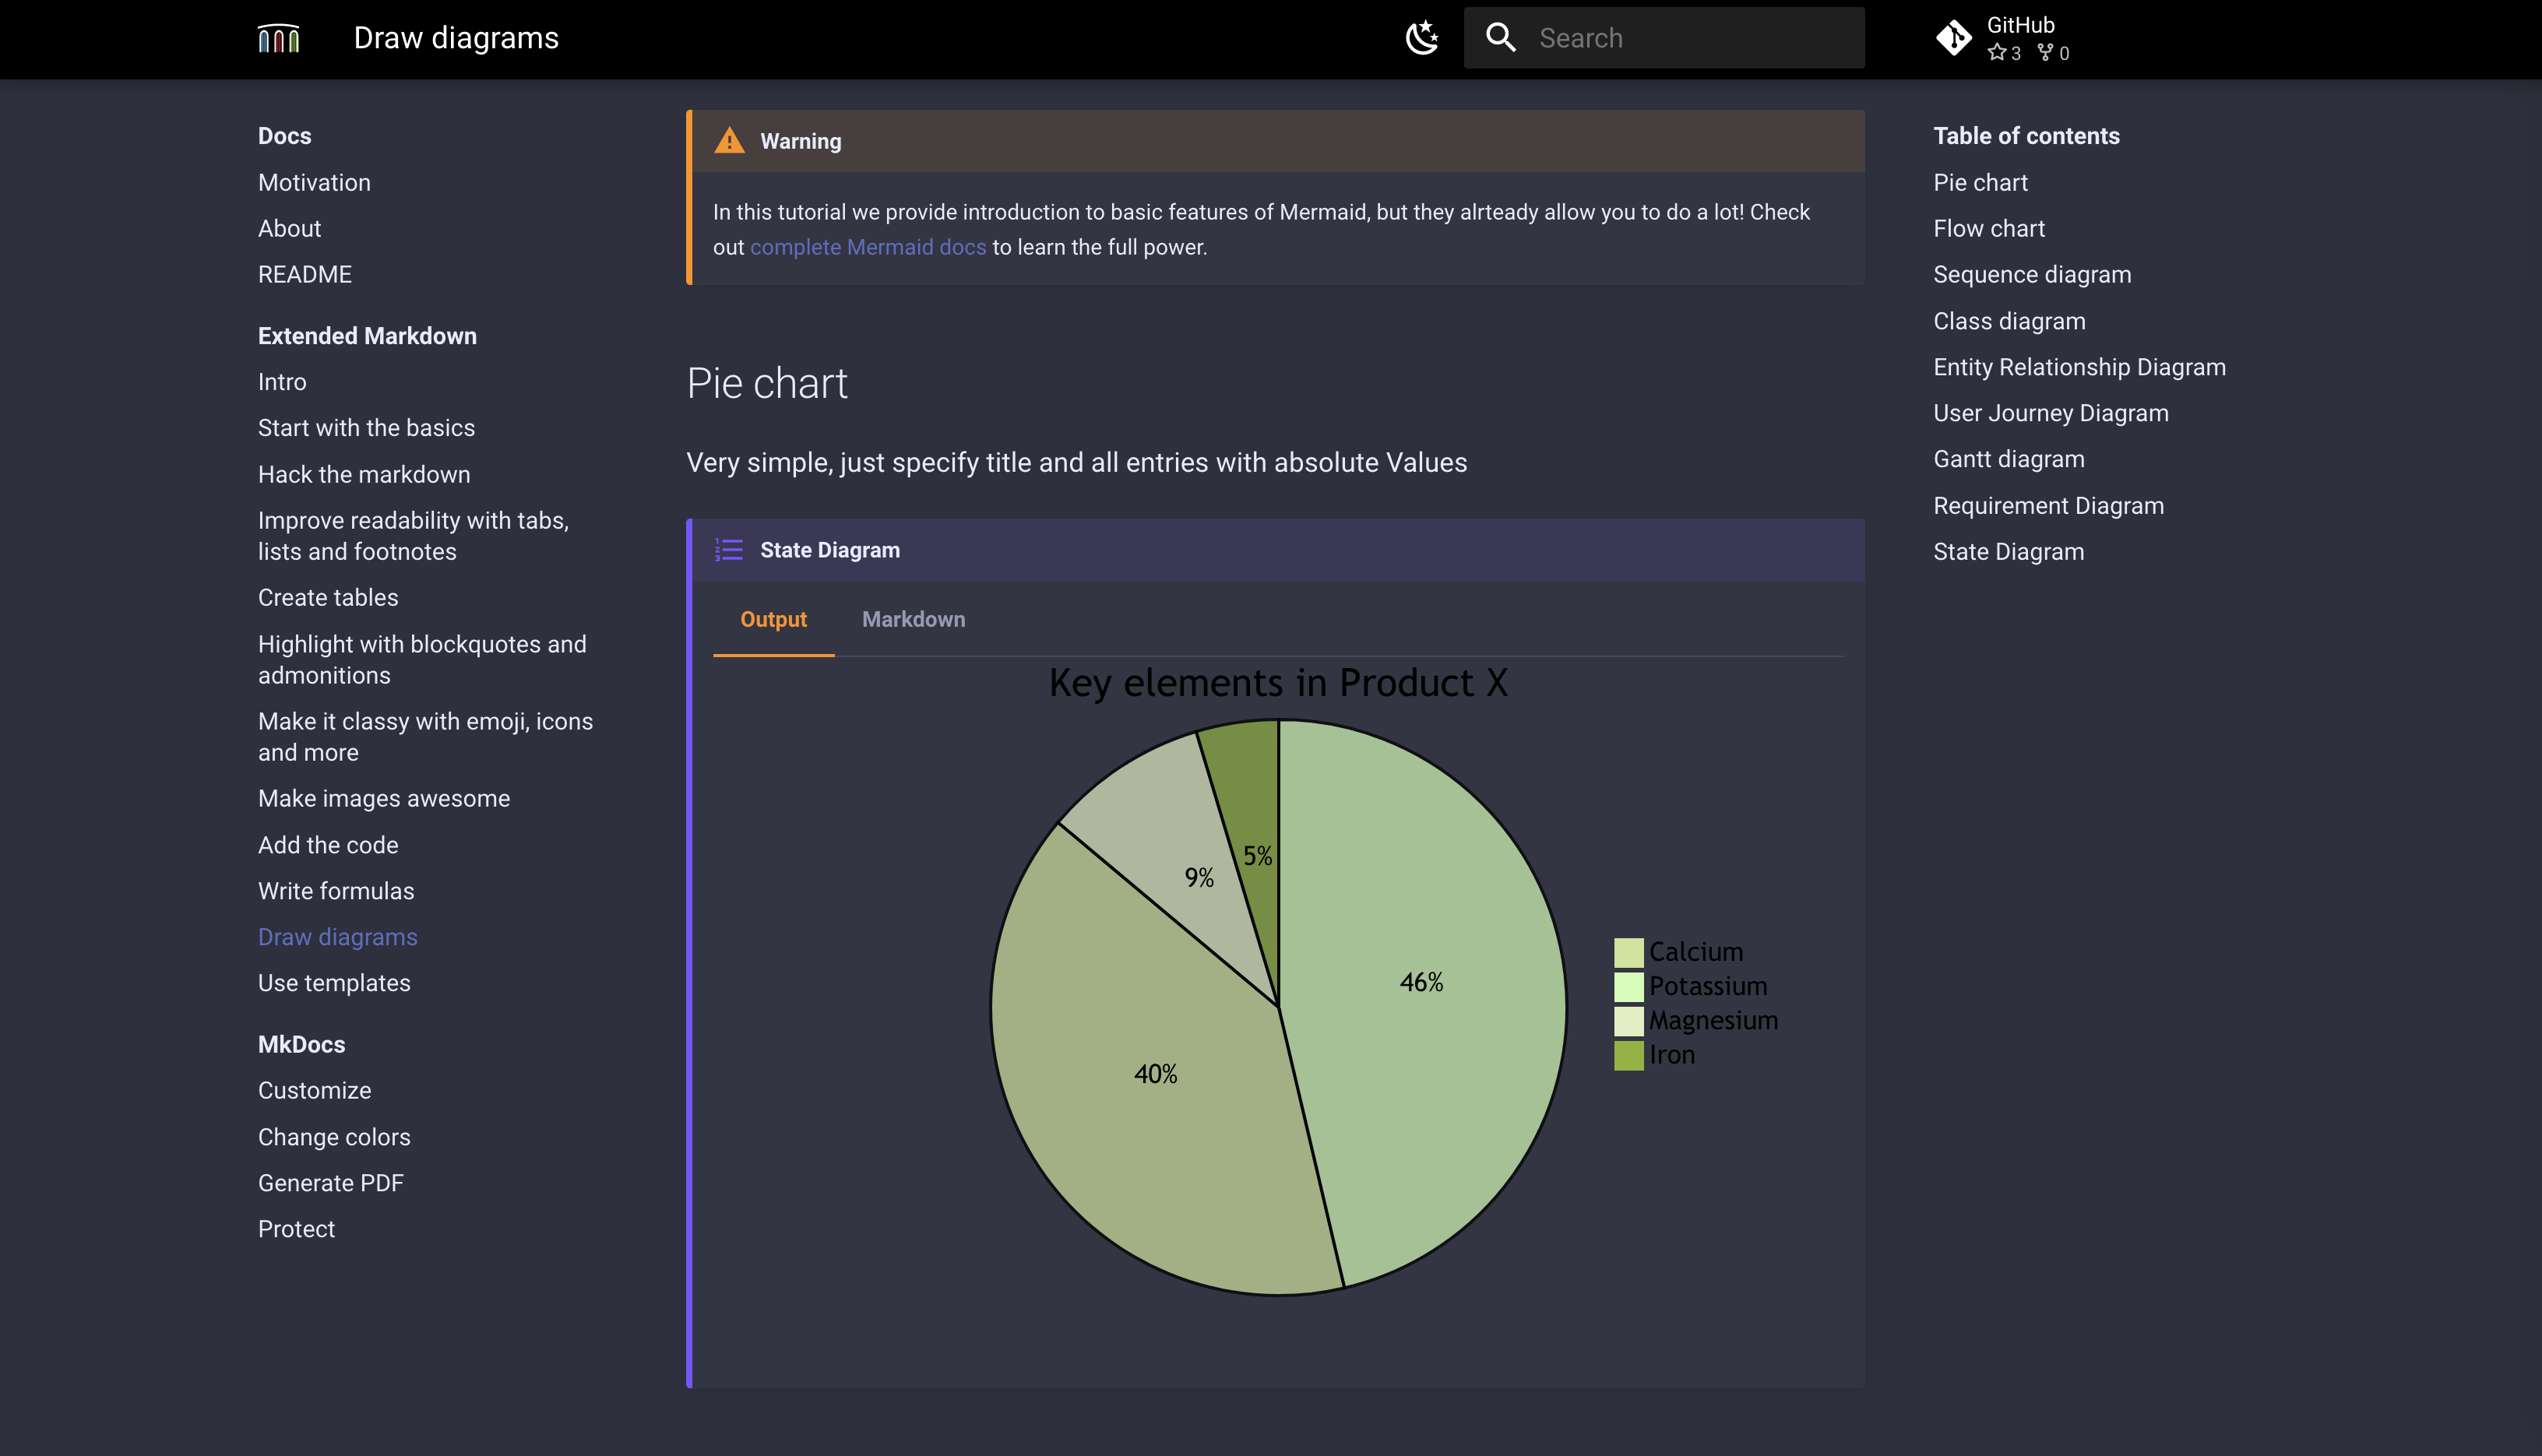 Draw diagrams
Search
GitHub
3 0
Docs
Motivation
About
README
Extended Markdown
Intro
Start with the basics
Hack the markdown
Improve readability with tabs,
lists and footnotes
Create tables
Highlight with blockquotes and
admonitions
Make it classy with emoji, icons
and more
Make images awesome
Add the code
Write formulas
Draw diagrams
Use templates
MkDocs
Customize
Change colors
Generate PDF
Protect
Warning
In this tutorial we provide introduction to basic features of Mermaid, but they alrteady allow you to do a lot! Check
out complete Mermaid docs to learn the full power.
Pie chart
Very simple, just specify title and all entries with absolute Values
State Diagram
Output Markdown
Key elements in Product X
5%
9%
46%
40%
Calcium
Potassium
Magnesium
Iron
Table of contents
Pie chart
Flow chart
Sequence diagram
Class diagram
Entity Relationship Diagram
User Journey Diagram
Gantt diagram
Requirement Diagram
State Diagram